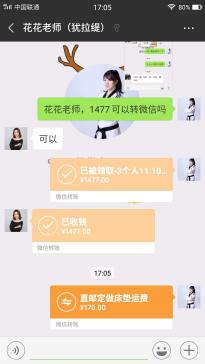 中国联通
17:05
花花老师（犹拉缇）
花花老师，1477 可以转微信吗
可以
已被领取-3个人11.10...
¥1477.00
微信转账
已收钱
¥1477.00
微信转账
17:05
直邮定做床垫运费
¥170.00
微信转账